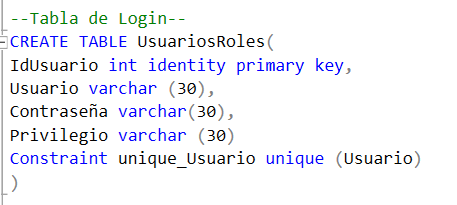 --Tabla de Login--
CREATE TABLE UsuariosRoles(
IdUsuario int identity primary key,
Usuario varchar (30),
Contraseña varchar(30),
Privilegio varchar (30)
Constraint unique_Usuario unique (Usuario)
)